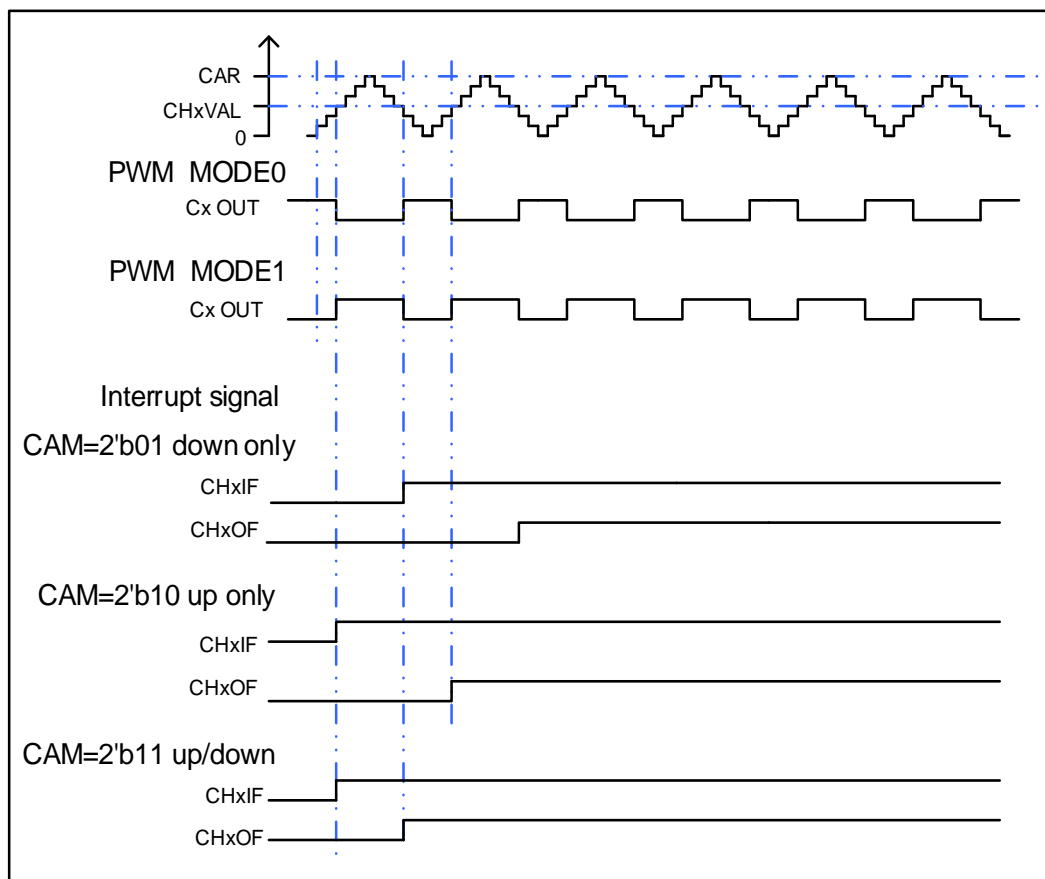 CAR
CHxVAL
0
PWM MODE0
Cx OUT
PWM MODE1
Cx OUT
Interrupt signal
CAM=2'b01 down only
CHxIF
CHxOF
CAM=2'b10 up only
CHxIF
CHxOF
CAM=2'b11 up/down
CHxIF
CHxOF